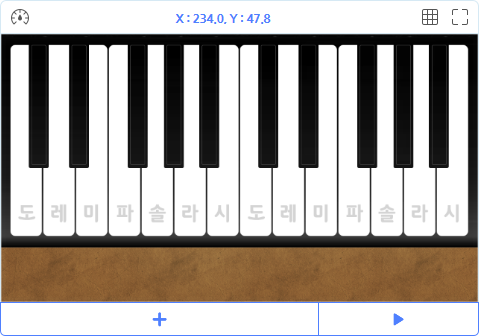 X : 234.0, Y : 47.8
도 레 미 파 솔 라 시 도 레 미 파 솔 라 시